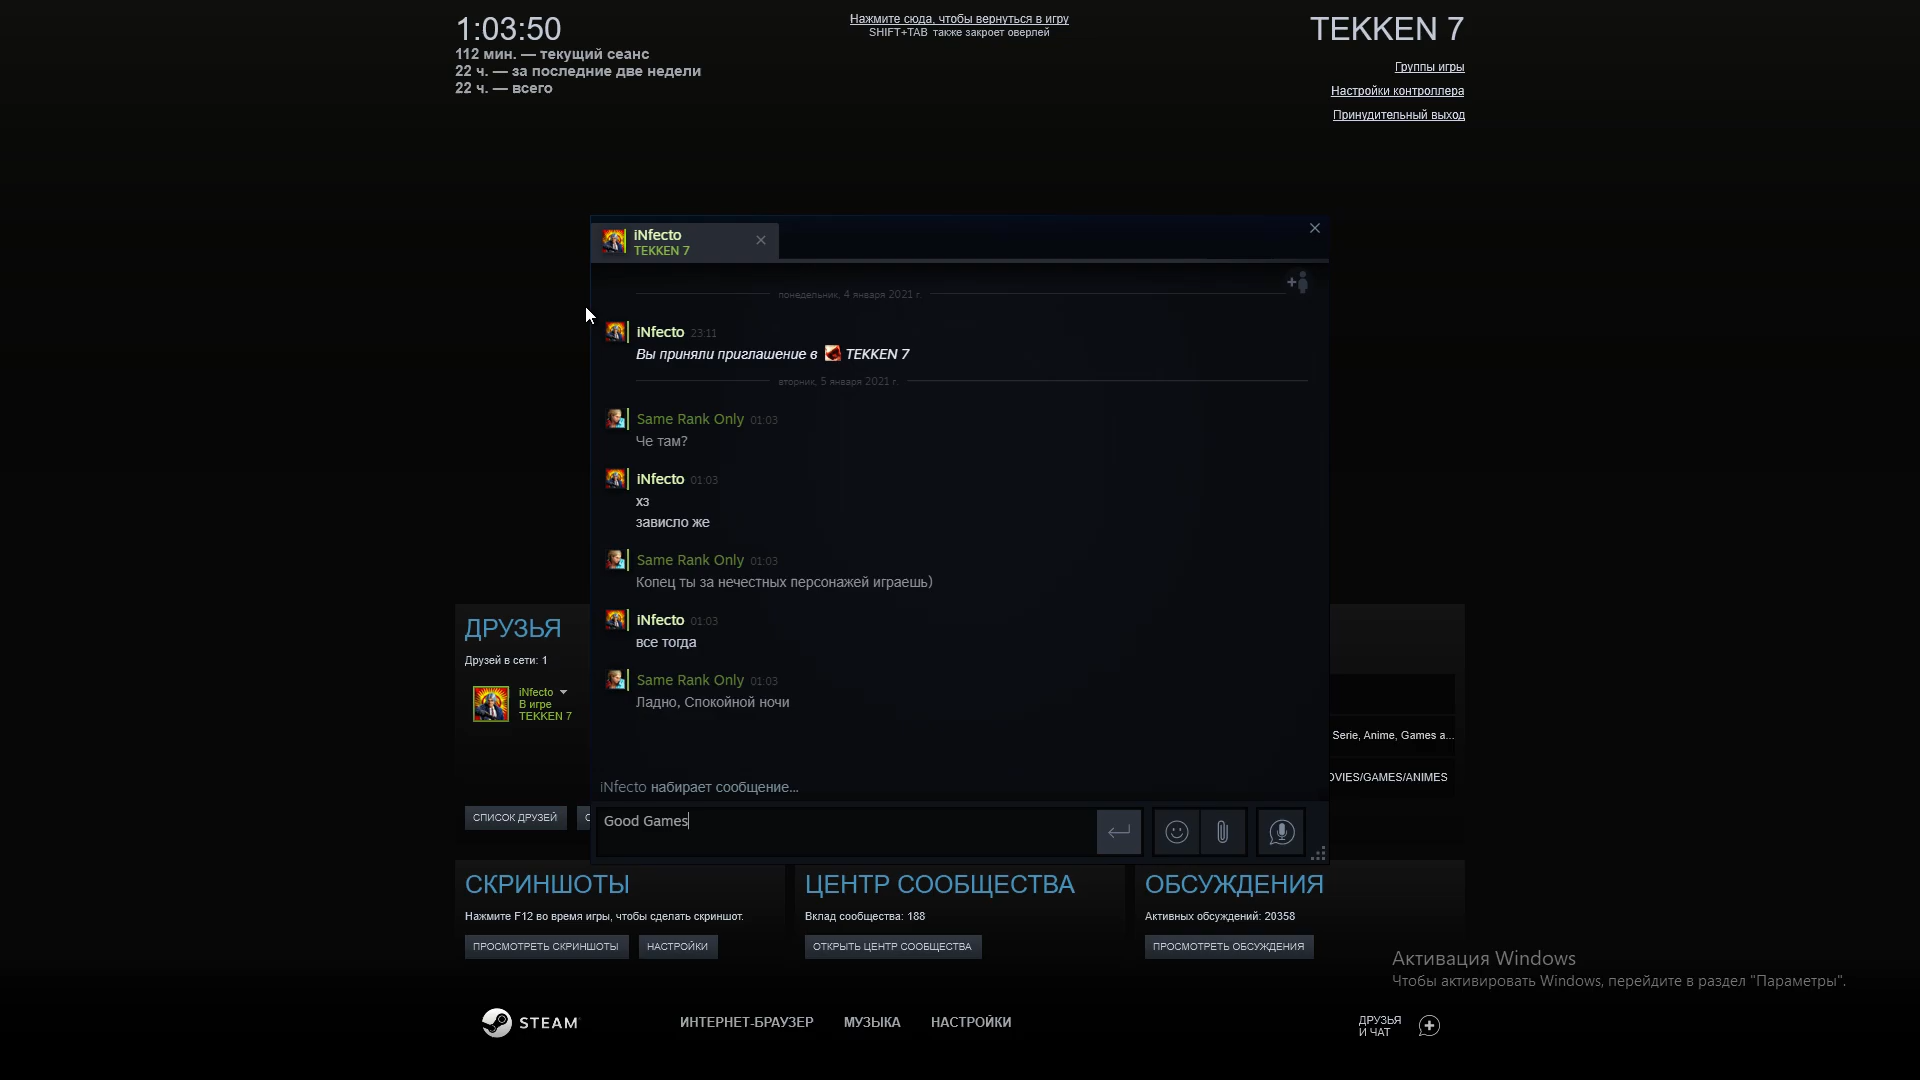 1:03:50
112 мин. — текущий сеанс
22 ч. — за последние две недели
22 ч. — всего
Нажмите сюда, чтобы вернуться в игру
SHIFT+TAB также закроет оверлей
TEKKEN 7
Группы игры
Настройки контроллера
Принудительный выход
iNfecto
TEKKEN 7
понедельник, 4 января 2021 г.
iNfecto 23:11
Вы приняли приглашение в TEKKEN 7
вторник, 5 января 2021 г.
Same Rank Only 01:03
Че там?
iNfecto 01:03
хз
зависло же
Same Rank Only 01:03
Копец ты за нечестных персонажей играешь)
iNfecto 01:03
все тогда
Same Rank Only 01:03
Ладно, Спокойной ночи
iNfecto набирает сообщение...
Good Games
ДРУЗЬЯ
Друзей в сети: 1
iNfecto
В игре
TEKKEN 7
СПИСОК ДРУЗЕЙ
Serie, Anime, Games a...
OVIES/GAMES/ANIMES
СКРИНШОТЫ
Нажмите F12 во время игры, чтобы сделать скриншот.
ПРОСМОТРЕТЬ СКРИНШОТЫ НАСТРОЙКИ
ЦЕНТР СООБЩЕСТВА
Вклад сообщества: 188
ОТКРЫТЬ ЦЕНТР СООБЩЕСТВА
ОБСУЖДЕНИЯ
Активных обсуждений: 20358
ПРОСМОТРЕТЬ ОБСУЖДЕНИЯ
Активация Windows
Чтобы активировать Windows, перейдите в раздел "Параметры".
STEAM
ИНТЕРНЕТ-БРАУЗЕР МУЗЫКА НАСТРОЙКИ
ДРУЗЬЯ
И ЧАТ